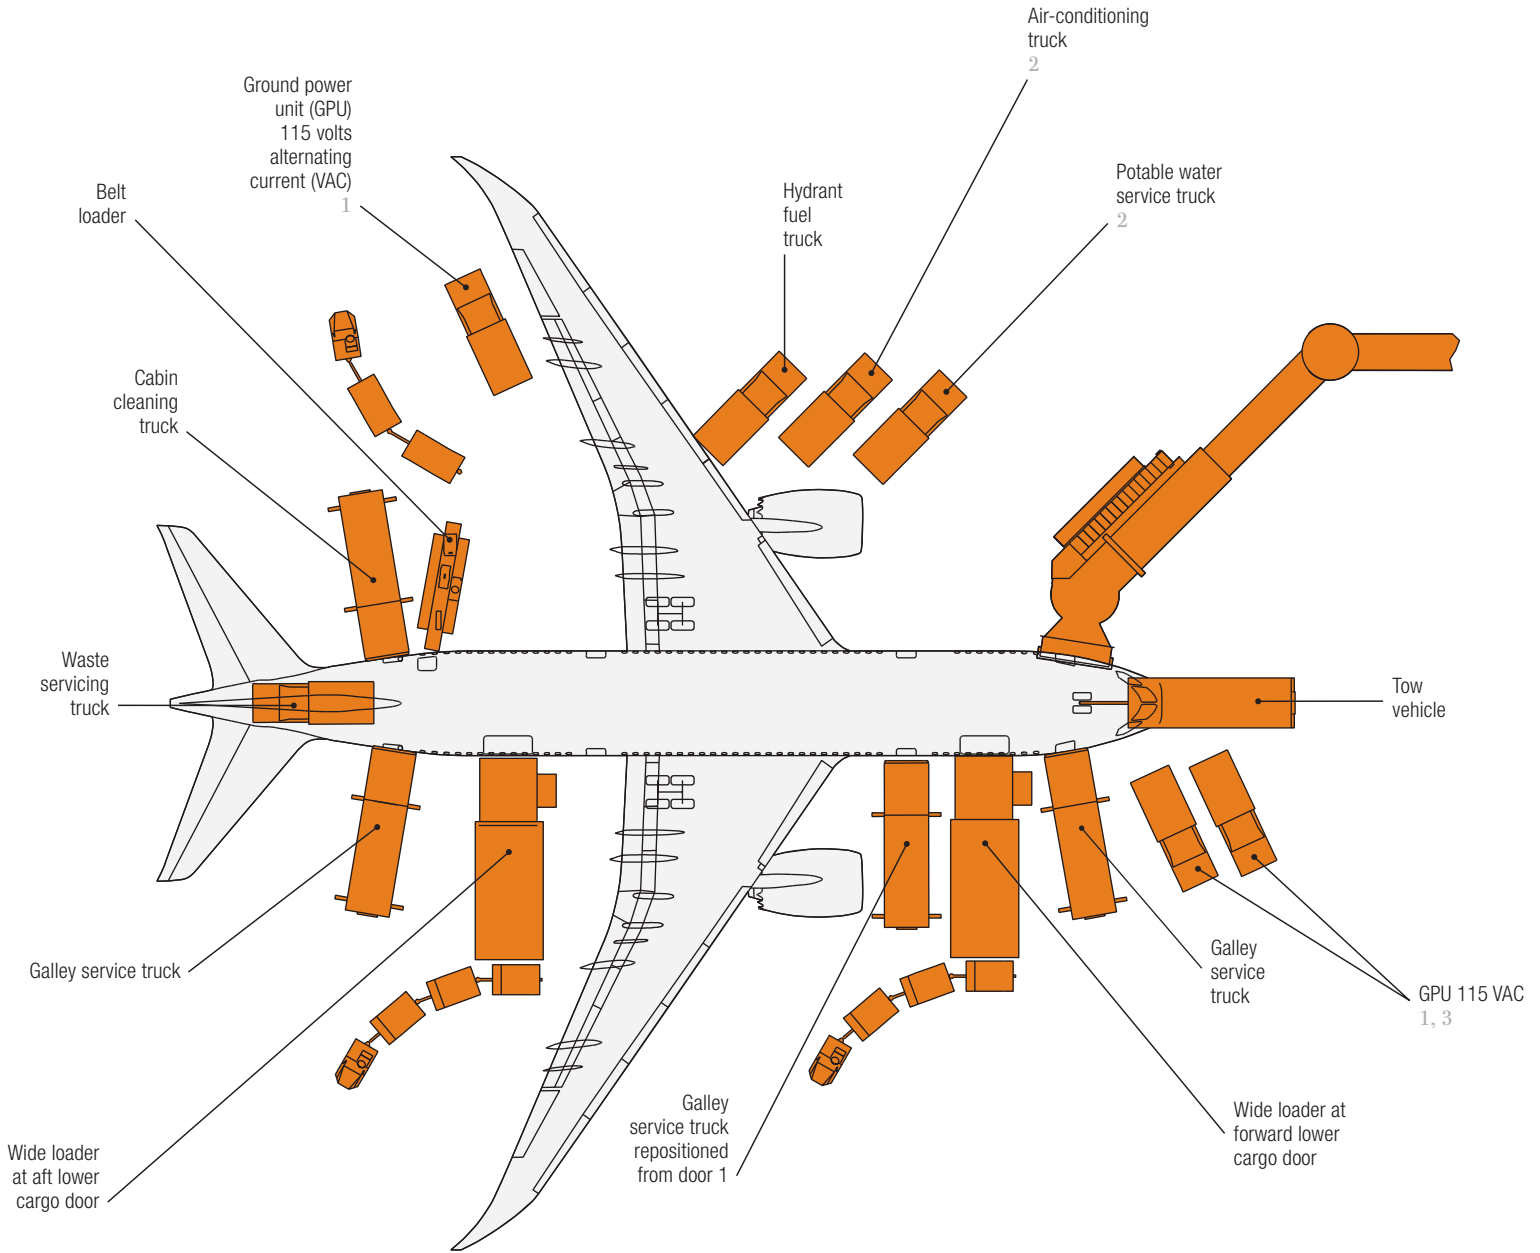 Air-conditioning
truck
2
Ground power
unit (GPU)
115 volts
alternating
current (VAC)
1
Belt
loader
Hydrant
fuel
truck
Potable water
service truck
2
Cabin
cleaning
truck
Waste
servicing
truck
Tow
vehicle
Galley service truck
Galley
service
truck
GPU 115 VAC
1, 3
Wide loader
at aft lower
cargo door
Galley
service truck
repositioned
from door 1
Wide loader at
forward lower
cargo door